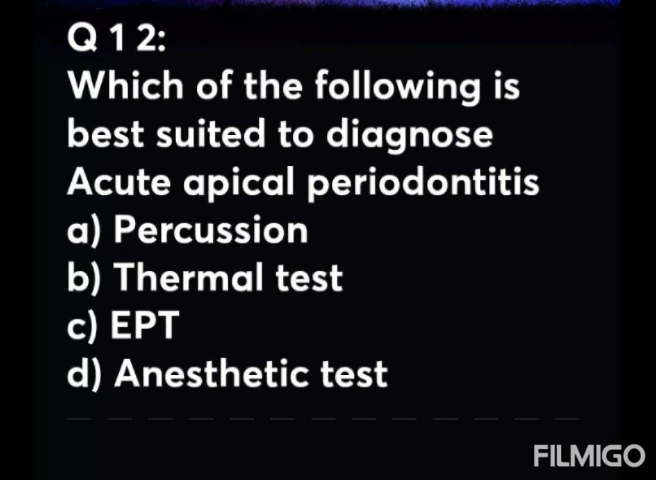 Q 1 2:
Which of the following is
best suited to diagnose
Acute apical periodontitis
a) Percussion
b) Thermal test
c) EPT
d) Anesthetic test
FILMIGO